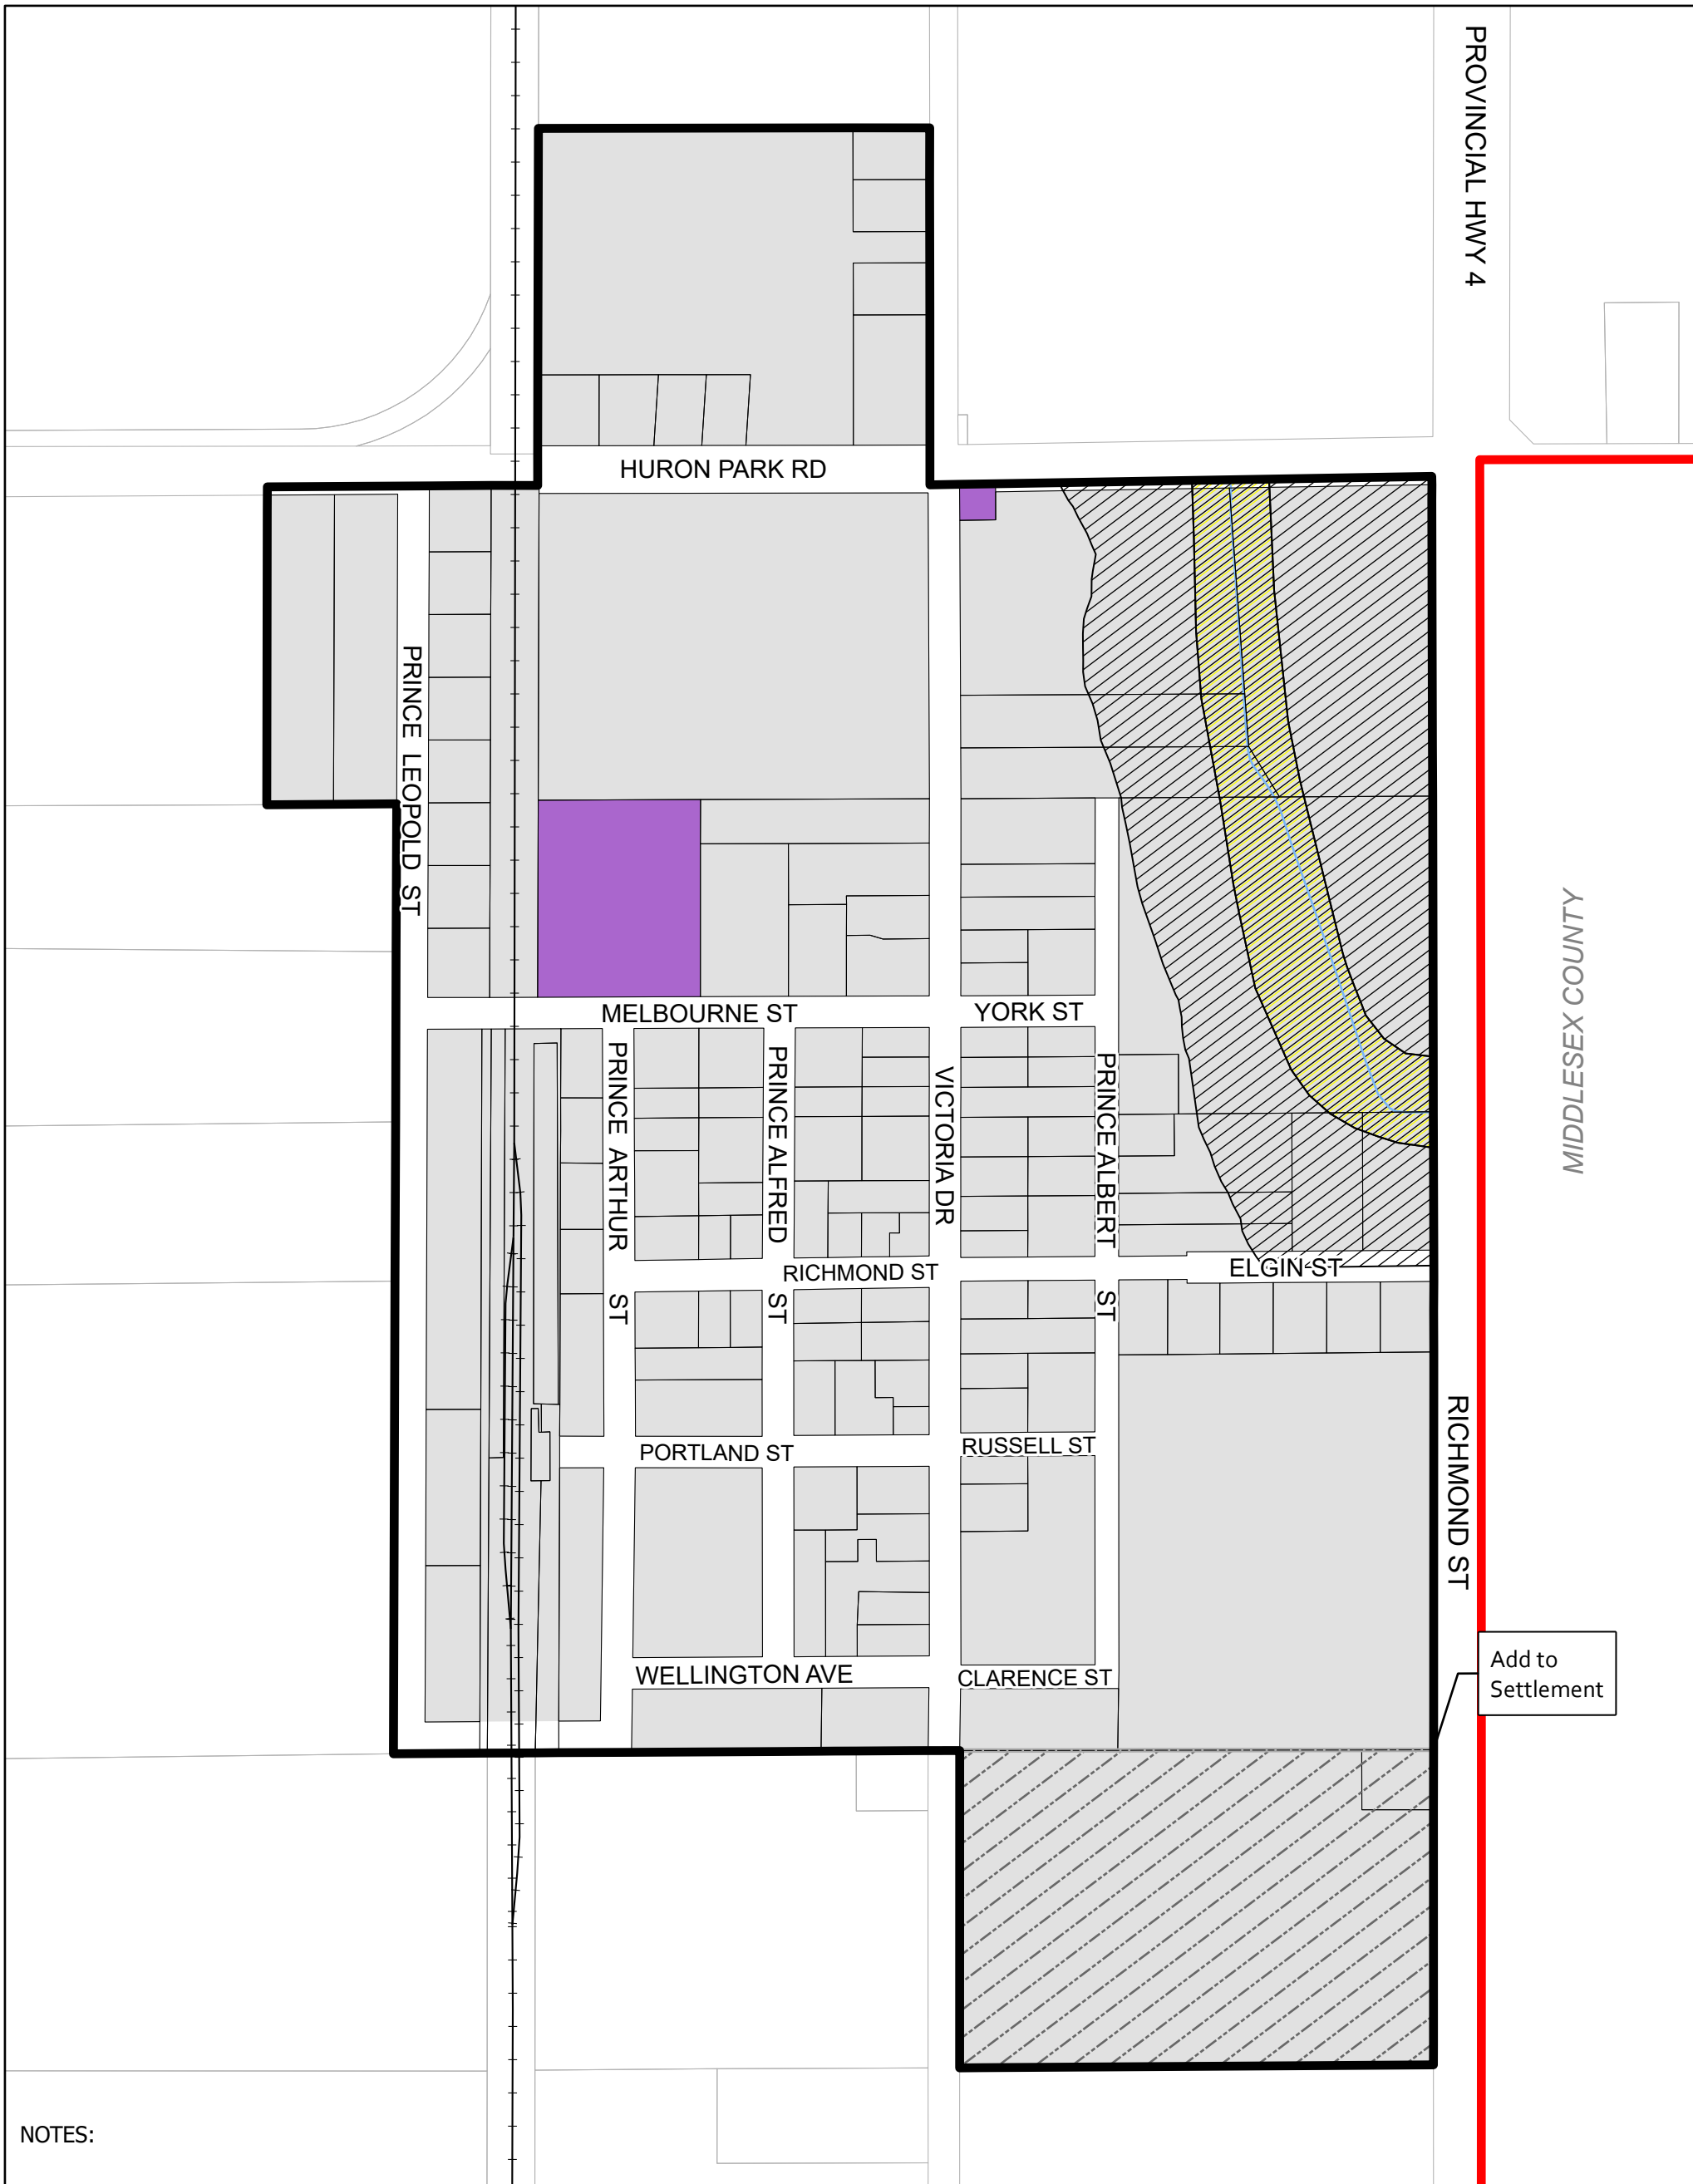 PROVINCIAL HWY 4
HURON PARK RD
PRINCE LEOPOLD ST
MIDDLESEX COUNTY
MELBOURNE ST
YORK ST
PRINCE ARTHUR ST
PRINCE ALFRED ST
VICTORIA DR
PRINCE ALBERT ST
RICHMOND ST
ELGIN ST
RICHMOND ST
PORTLAND ST
RUSSELL ST
WELLINGTON AVE
CLARENCE ST
Add to
Settlement
NOTES: